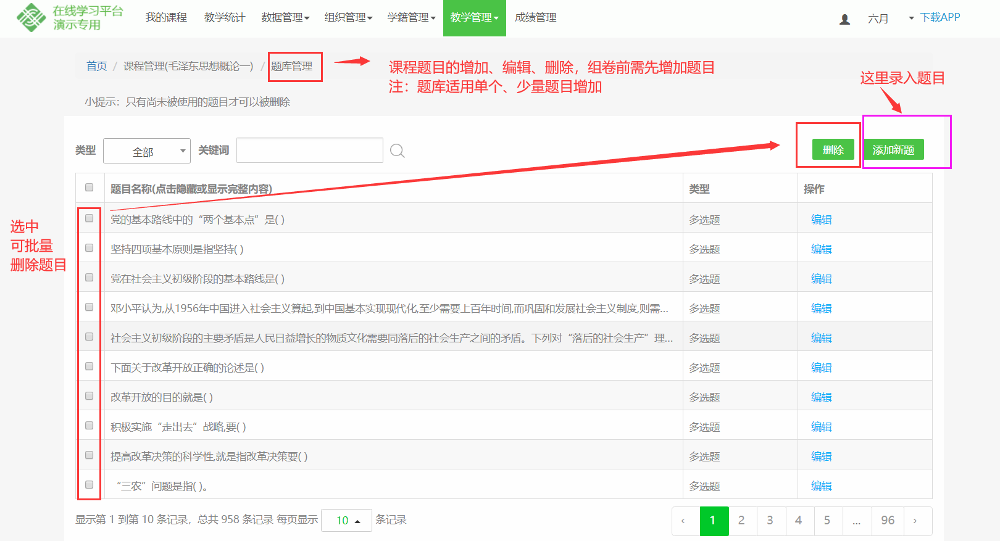 在线学习平台
演示专用
我的课程 教学统计 数据管理 组织管理 学籍管理 教学管理 成绩管理 六月 下载APP
首页 / 课程管理(毛泽东思想概论一) / 题库管理
课程题目的增加、编辑、删除，组卷前需先增加题目
注：题库适用单个、少量题目增加
这里录入题目
小提示：只有尚未被使用的题目才可以被删除
类型 全部 关键词 删除 添加新题
题目名称(点击隐藏或显示完整内容) 类型 操作
党的基本路线中的“两个基本点”是( ) 多选题 编辑
坚持四项基本原则是指坚持( ) 多选题 编辑
党在社会主义初级阶段的基本路线是( ) 多选题 编辑
邓小平认为,从1956年中国进入社会主义算起,到中国基本实现现代化,至少需要上百年时间,而巩固和发展社会主义制度,则需... 多选题 编辑
社会主义初级阶段的主要矛盾是人民日益增长的物质文化需要同落后的社会生产之间的矛盾。下列对“落后的社会生产”理... 多选题 编辑
下面关于改革开放正确的论述是( ) 多选题 编辑
改革开放的目的就是( ) 多选题 编辑
积极实施“走出去”战略,要( ) 多选题 编辑
提高改革决策的科学性,就是指改革决策要( ) 多选题 编辑
“三农”问题是指( )。 多选题 编辑
选中
可批量
删除题目
显示第 1 到第 10 条记录，总共 958 条记录 每页显示 10 条记录
‹ 1 2 3 4 5 ... 96 ›